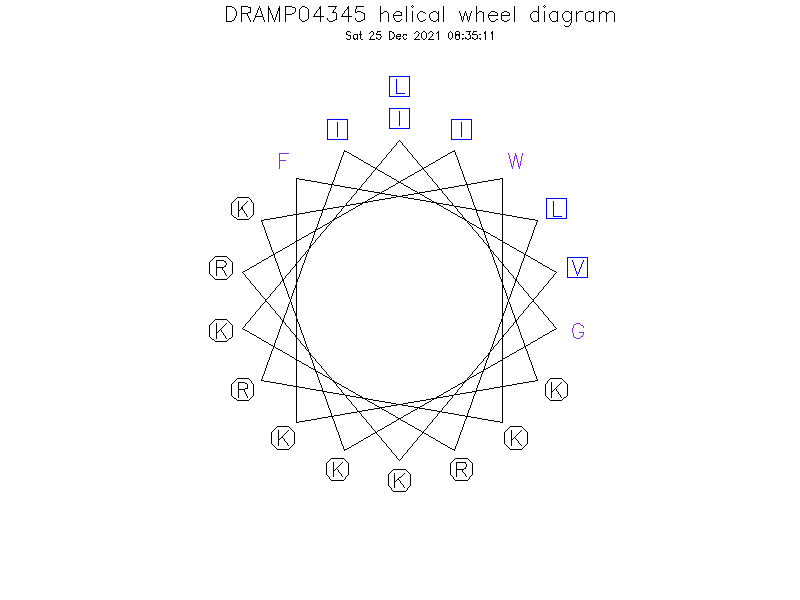 DRAMP04345 helical wheel diagram
Sat 25 Dec 2021 08:35:11
L
I I I
F W
K L
R V
K G
R K
K K
K R
K